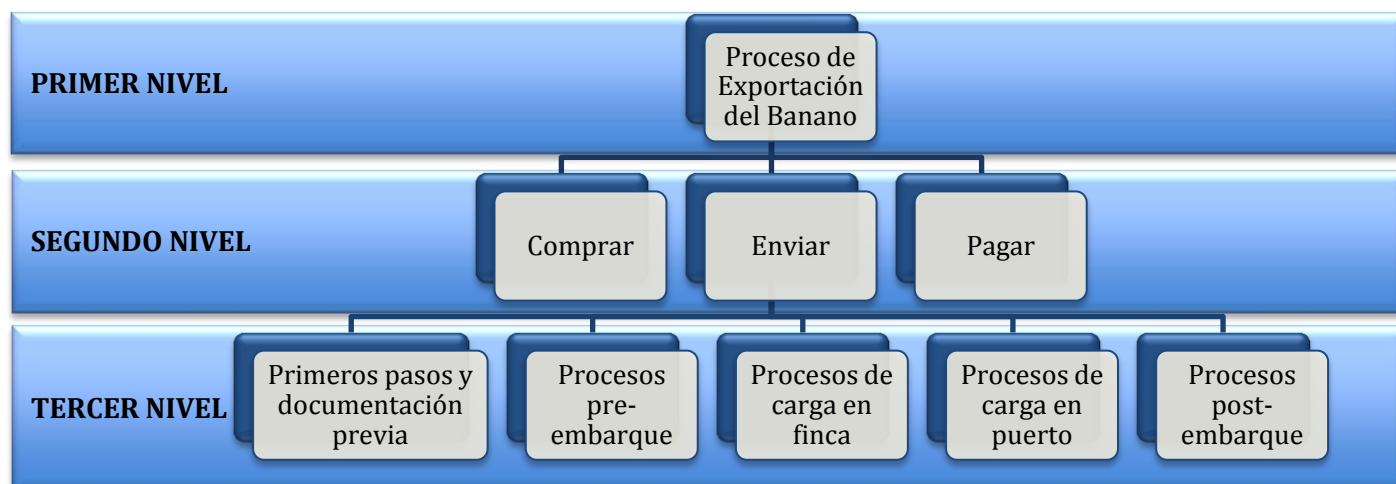 PRIMER NIVEL
Proceso de
Exportación
del Banano
SEGUNDO NIVEL
Comprar
Enviar
Pagar
TERCER NIVEL
Primeros pasos y
documentación
previa
Procesos
pre-
embarque
Procesos de
carga en
finca
Procesos de
carga en
puerto
Procesos
post-
embarque